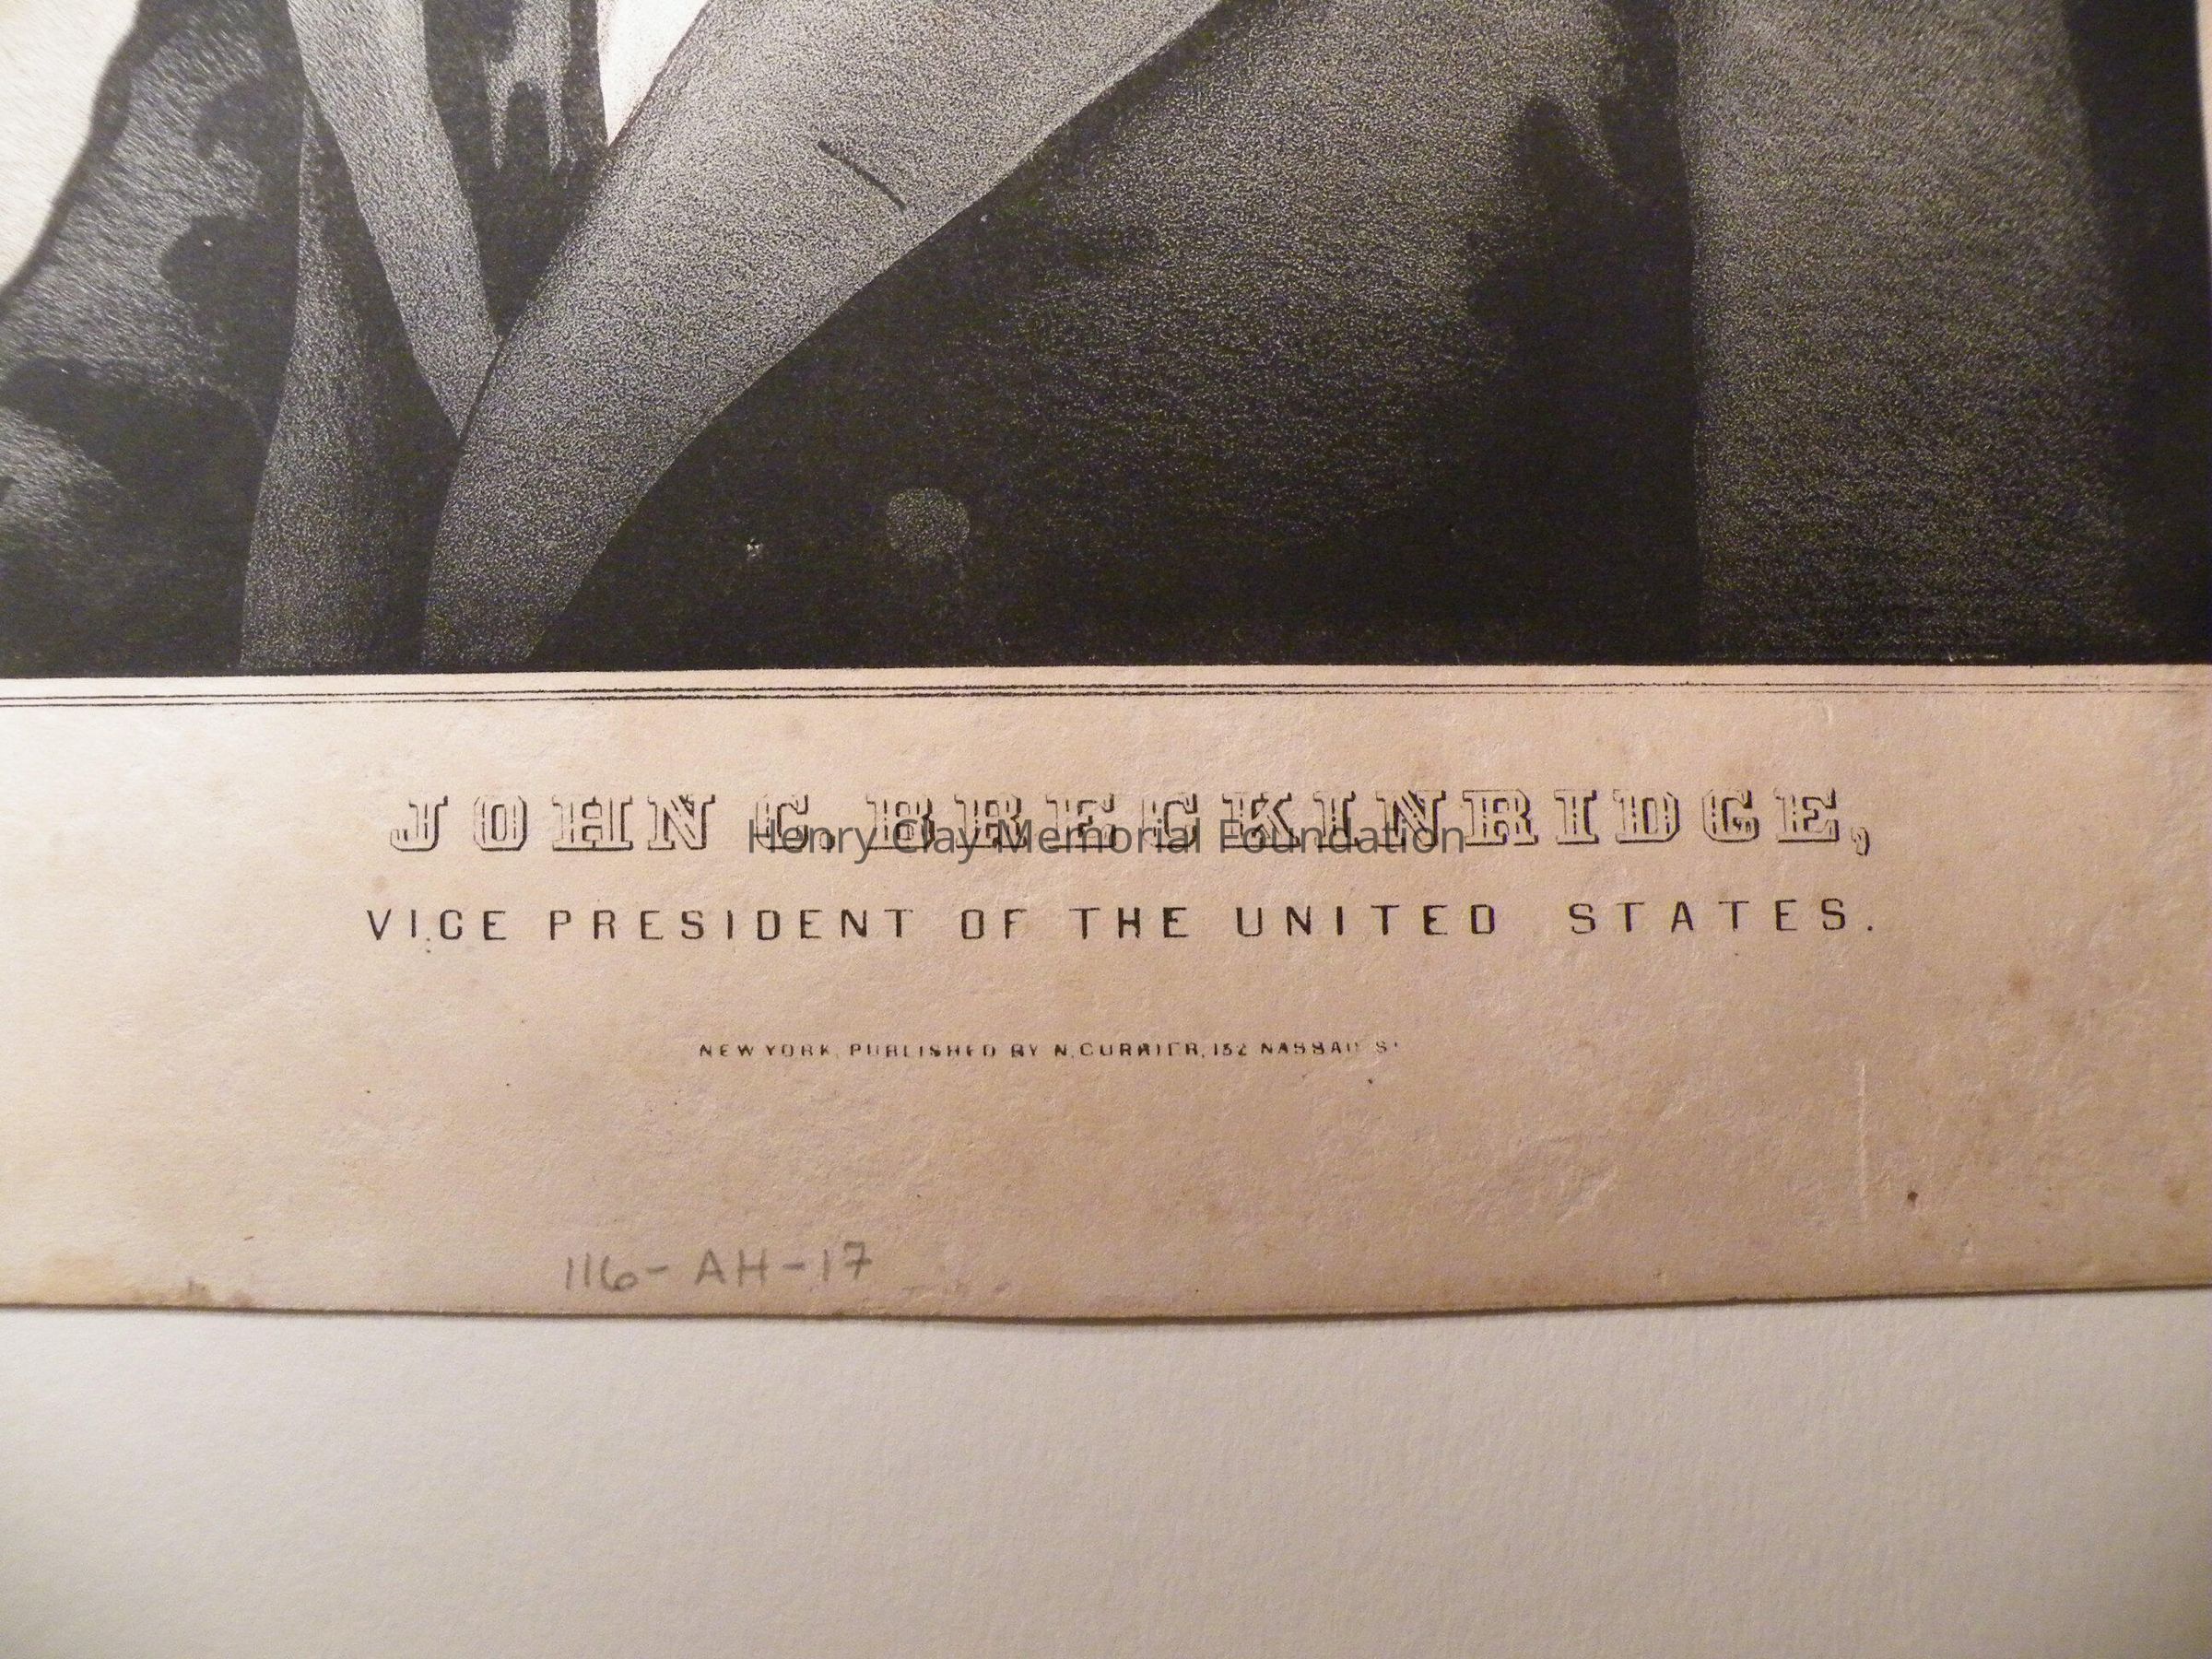 JOHN C. BRECKINRIDGE,
Henry Clay Memorial Foundation
VICE PRESIDENT OF THE UNITED STATES.
NEW YORK, PUBLISHED BY N. CURRIER, 152 NASSAU ST
116-AH-17